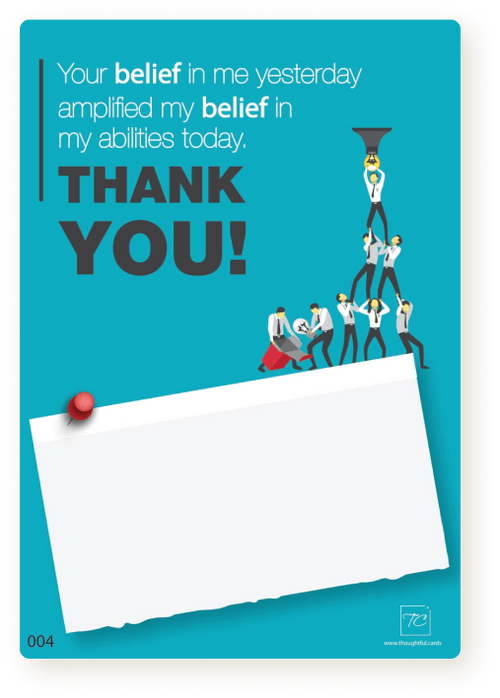 Your belief in me yesterday
amplified my belief in
my abilities today.
THANK
YOU!
004
TC
www.thoughtful.cards